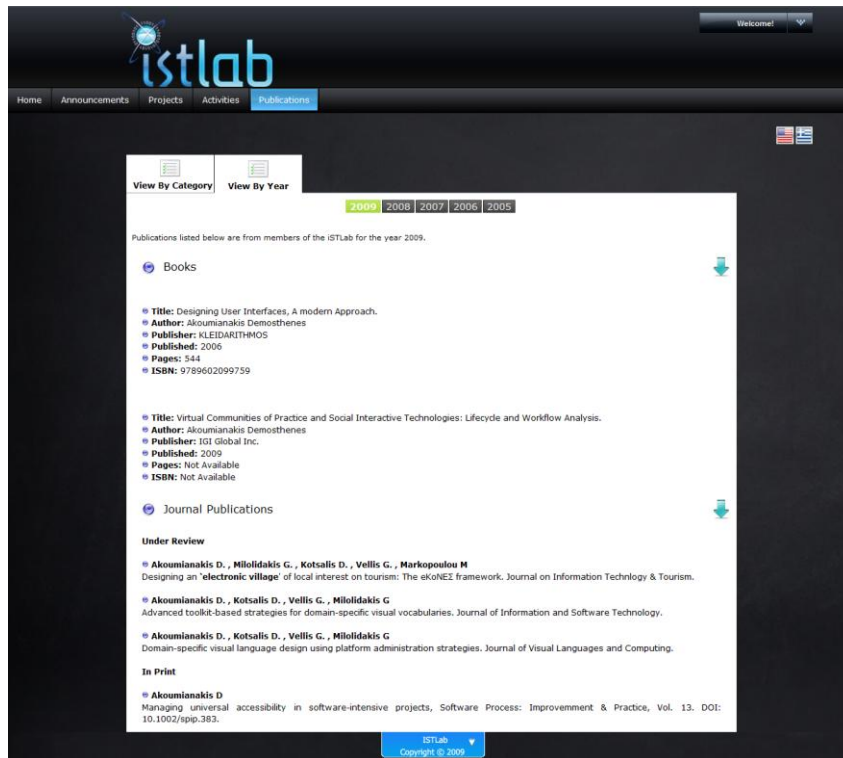 Welcome!
istlab
Home Announcements Projects Activities Publications
View By Category View By Year
2009 2008 2007 2006 2005
Publications listed below are from members of the iSTLab for the year 2009.
Books
Title: Designing User Interfaces, A modern Approach.
Author: Akoumianakis Demosthenes
Publisher: KLEIDARITHMOS
Published: 2006
Pages: 544
ISBN: 9789602099759
Title: Virtual Communities of Practice and Social Interactive Technologies: Lifecycle and Workflow Analysis.
Author: Akoumianakis Demosthenes
Publisher: IGI Global Inc.
Published: 2009
Pages: Not Available
ISBN: Not Available
Journal Publications
Under Review
Akoumianakis D. , Milolidakis G. , Kotsalis D. , Vellis G. , Markopoulou M
Designing an 'electronic village' of local interest on tourism: The eKoNEΣ framework. Journal on Information Technlogy & Tourism.
Akoumianakis D. , Kotsalis D. , Vellis G. , Milolidakis G
Advanced toolkit-based strategies for domain-specific visual vocabularies. Journal of Information and Software Technology.
Akoumianakis D. , Kotsalis D. , Vellis G. , Milolidakis G
Domain-specific visual language design using platform administration strategies. Journal of Visual Languages and Computing.
In Print
Akoumianakis D
Managing universal accessibility in software-intensive projects, Software Process: Improvemment & Practice, Vol. 13. DOI:
10.1002/spip.383.
ISTLab
Copyright © 2009